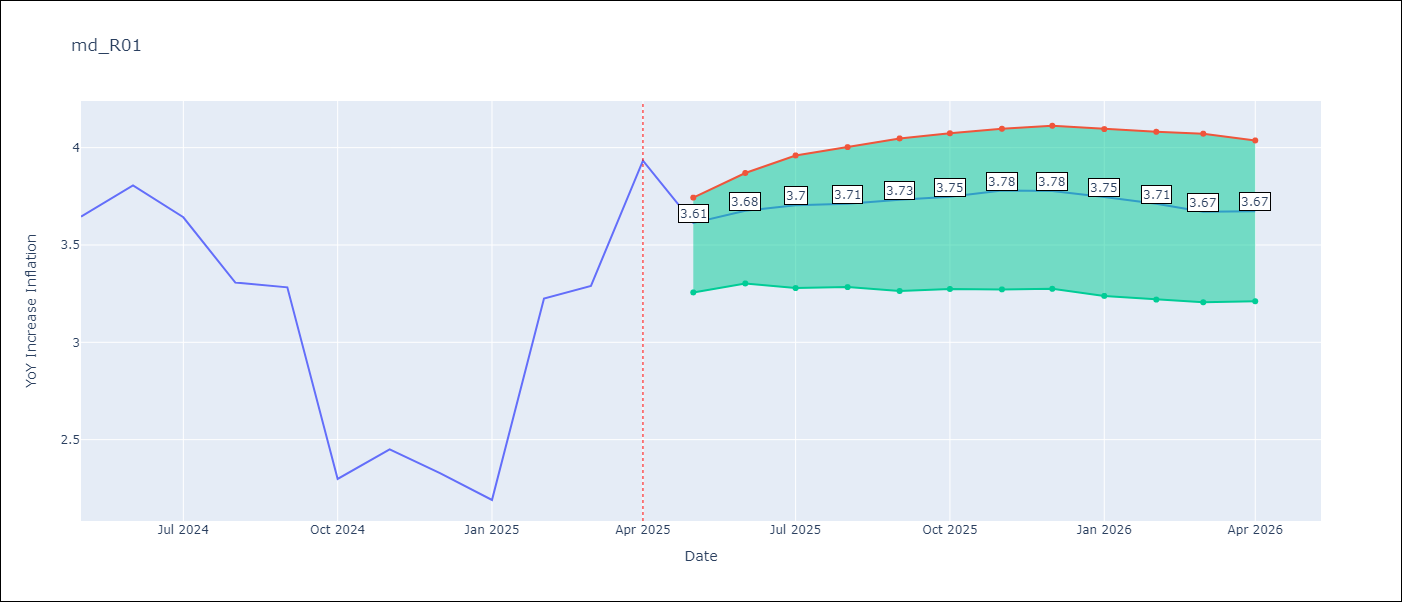 md_R01
4
3.5
3
2.5
YoY Increase Inflation
3.61
3.68
3.7
3.71
3.73
3.75
3.78
3.78
3.75
3.71
3.67
3.67
Jul 2024
Oct 2024
Jan 2025
Apr 2025
Jul 2025
Oct 2025
Jan 2026
Apr 2026
Date